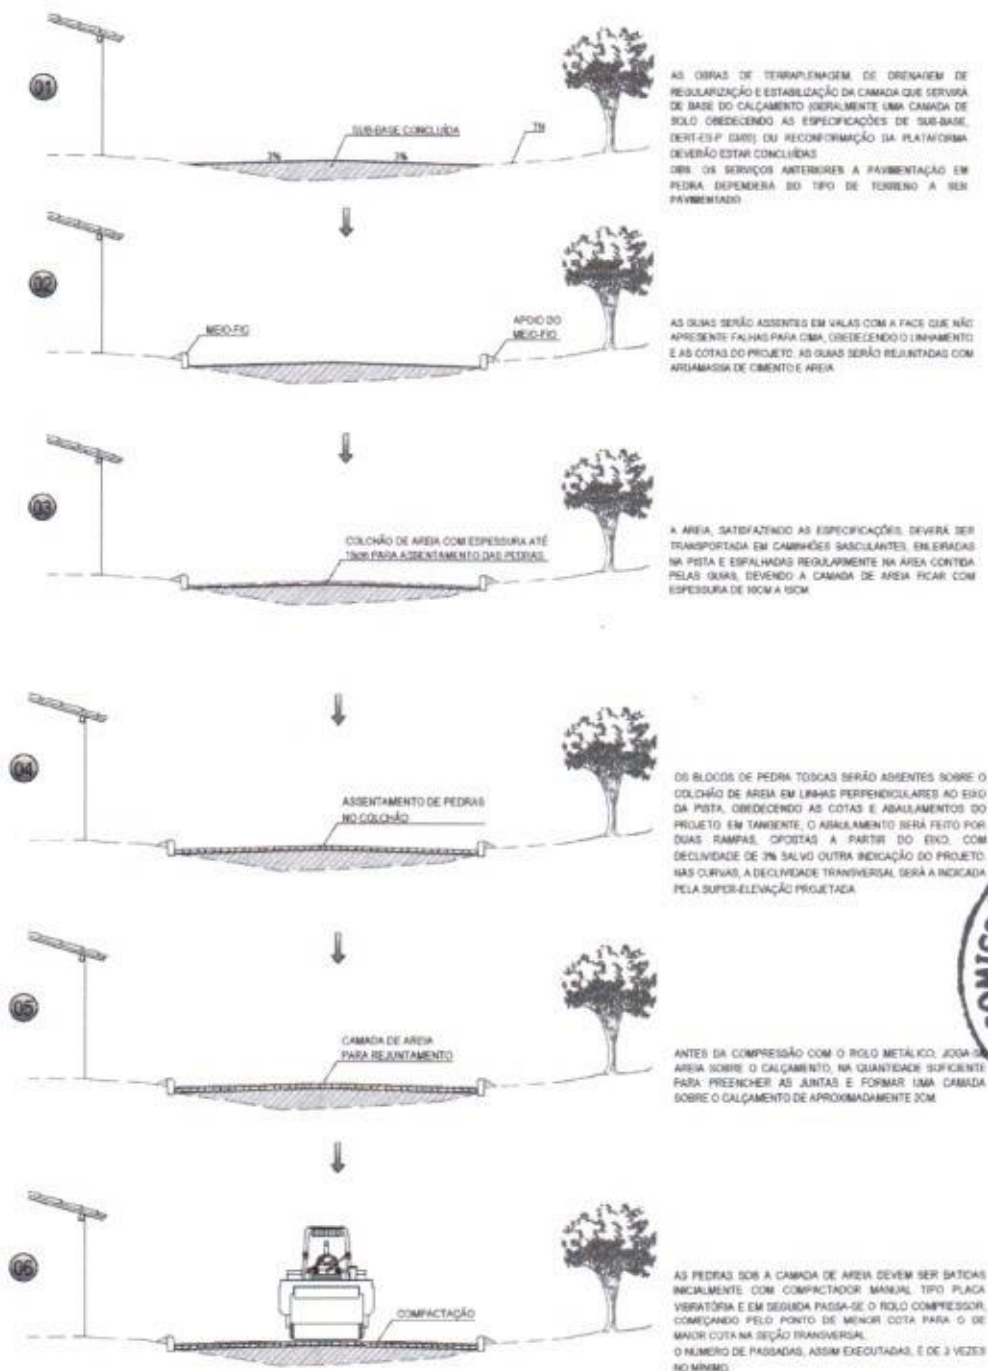 01
SUB-BASE CONCLUÍDA
TN
3%
3%
AS OBRAS DE TERRAPLENAGEM, DE DRENAGEM DE
REGULARIZAÇÃO E ESTABILIZAÇÃO DA CAMADA QUE SERVIRÁ
DE BASE DO CALÇAMENTO (GERALMENTE UMA CAMADA DE
SOLO OBEDECENDO AS ESPECIFICAÇÕES DE SUB-BASE,
DERT-ES-P 03/00) OU RECONFORMAÇÃO DA PLATAFORMA
DEVERÃO ESTAR CONCLUÍDAS
OBS: OS SERVIÇOS ANTERIORES A PAVIMENTAÇÃO EM
PEDRA DEPENDERÁ DO TIPO DE TERRENO A SER
PAVIMENTADO
02
MEIO-FIO
APOIO DO
MEIO-FIO
AS GUIAS SERÃO ASSENTES EM VALAS COM A FACE QUE NÃO
APRESENTE FALHAS PARA CIMA, OBEDECENDO O LINHAMENTO
E AS COTAS DO PROJETO. AS GUIAS SERÃO REJUNTADAS COM
ARGAMASSA DE CIMENTO E AREIA
03
COLCHÃO DE AREIA COM ESPESSURA ATÉ
15cm PARA ASSENTAMENTO DAS PEDRAS
A AREIA, SATISFAZENDO AS ESPECIFICAÇÕES, DEVERÁ SER
TRANSPORTADA EM CAMINHÕES BASCULANTES, ENLEIRADAS
NA PISTA E ESPALHADAS REGULARMENTE NA ÁREA CONTIDA
PELAS GUIAS, DEVENDO A CAMADA DE AREIA FICAR COM
ESPESSURA DE 10CM A 15CM
04
ASSENTAMENTO DE PEDRAS
NO COLCHÃO
OS BLOCOS DE PEDRA TOSCAS SERÃO ASSENTES SOBRE O
COLCHÃO DE AREIA EM LINHAS PERPENDICULARES AO EIXO
DA PISTA, OBEDECENDO AS COTAS E ABAULAMENTOS DO
PROJETO. EM TANGENTE, O ABAULAMENTO SERÁ FEITO POR
DUAS RAMPAS, OPOSTAS A PARTIR DO EIXO, COM
DECLIVIDADE DE 3% SALVO OUTRA INDICAÇÃO DO PROJETO.
NAS CURVAS, A DECLIVIDADE TRANSVERSAL SERÁ A INDICADA
PELA SUPER-ELEVAÇÃO PROJETADA
05
CAMADA DE AREIA
PARA REJUNTAMENTO
ANTES DA COMPRESSÃO COM O ROLO METÁLICO, JOGA-SE
AREIA SOBRE O CALÇAMENTO, NA QUANTIDADE SUFICIENTE
PARA PREENCHER AS JUNTAS E FORMAR UMA CAMADA
SOBRE O CALÇAMENTO DE APROXIMADAMENTE 2CM
06
COMPACTAÇÃO
AS PEDRAS SOB A CAMADA DE AREIA DEVEM SER BATIDAS
INICIALMENTE COM COMPACTADOR MANUAL TIPO PLACA
VIBRATÓRIA E EM SEGUIDA PASSA-SE O ROLO COMPRESSOR,
COMEÇANDO PELO PONTO DE MENOR COTA PARA O DE
MAIOR COTA NA SEÇÃO TRANSVERSAL
O NÚMERO DE PASSADAS, ASSIM EXECUTADAS, É DE 3 VEZES
NO MÍNIMO